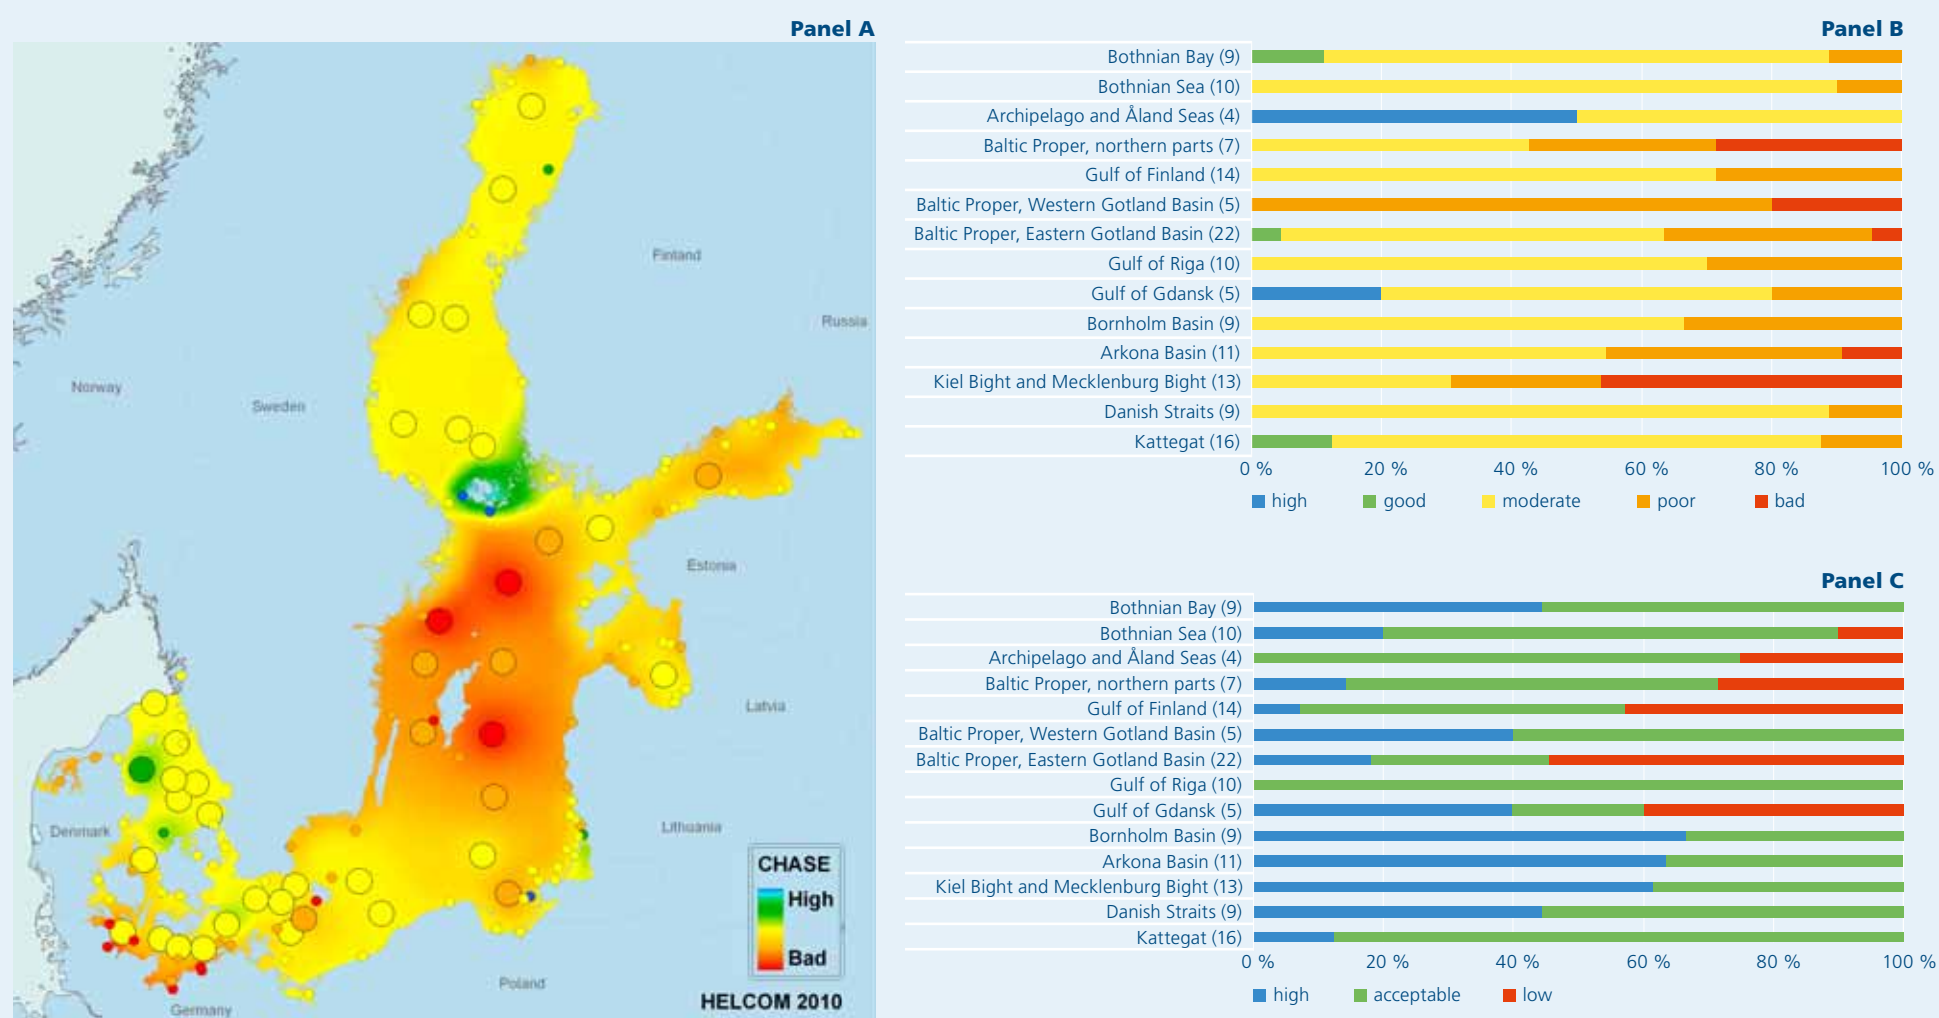 Panel A
Finland
Russia
Norway
Sweden
Estonia
Latvia
Denmark
Lithuania
Poland
Germany
CHASE
High
Bad
HELCOM 2010
Panel B
Bothnian Bay (9)
Bothnian Sea (10)
Archipelago and Åland Seas (4)
Baltic Proper, northern parts (7)
Gulf of Finland (14)
Baltic Proper, Western Gotland Basin (5)
Baltic Proper, Eastern Gotland Basin (22)
Gulf of Riga (10)
Gulf of Gdansk (5)
Bornholm Basin (9)
Arkona Basin (11)
Kiel Bight and Mecklenburg Bight (13)
Danish Straits (9)
Kattegat (16)
0 % 20 % 40 % 60 % 80 % 100 %
high good moderate poor bad
Panel C
Bothnian Bay (9)
Bothnian Sea (10)
Archipelago and Åland Seas (4)
Baltic Proper, northern parts (7)
Gulf of Finland (14)
Baltic Proper, Western Gotland Basin (5)
Baltic Proper, Eastern Gotland Basin (22)
Gulf of Riga (10)
Gulf of Gdansk (5)
Bornholm Basin (9)
Arkona Basin (11)
Kiel Bight and Mecklenburg Bight (13)
Danish Straits (9)
Kattegat (16)
0 % 20 % 40 % 60 % 80 % 100 %
high acceptable low